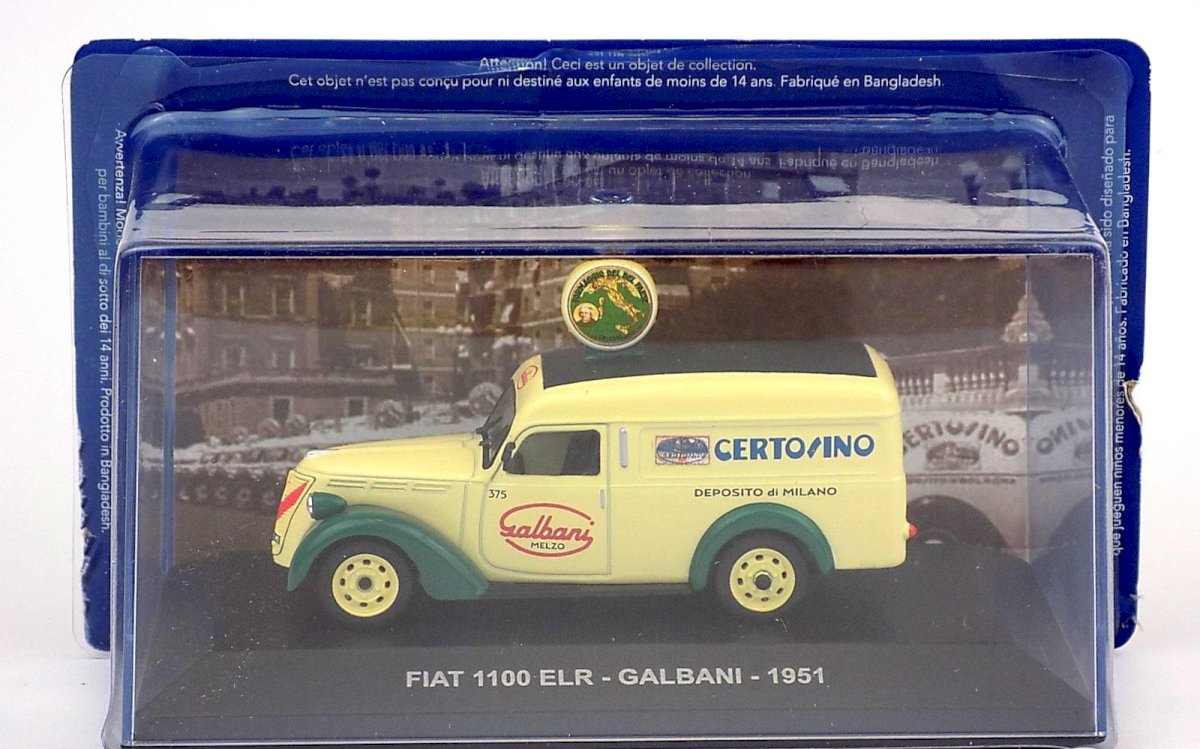 Attention! Ceci est un objet de collection.
Cet objet n'est pas conçu pour ni destiné aux enfants de moins de 14 ans. Fabriqué en Bangladesh.
Avvertenza!
per bambini al di sotto dei 14 anni. Prodotto in Bangladesh.
sido diseñado para
que jueguen niños menores de 14 años. Fabricado en Bangladesh.
CERTOSINO
DEPOSITO di MILANO
375
Galbani
MELZO
CERTOSINO
FIAT 1100 ELR - GALBANI - 1951